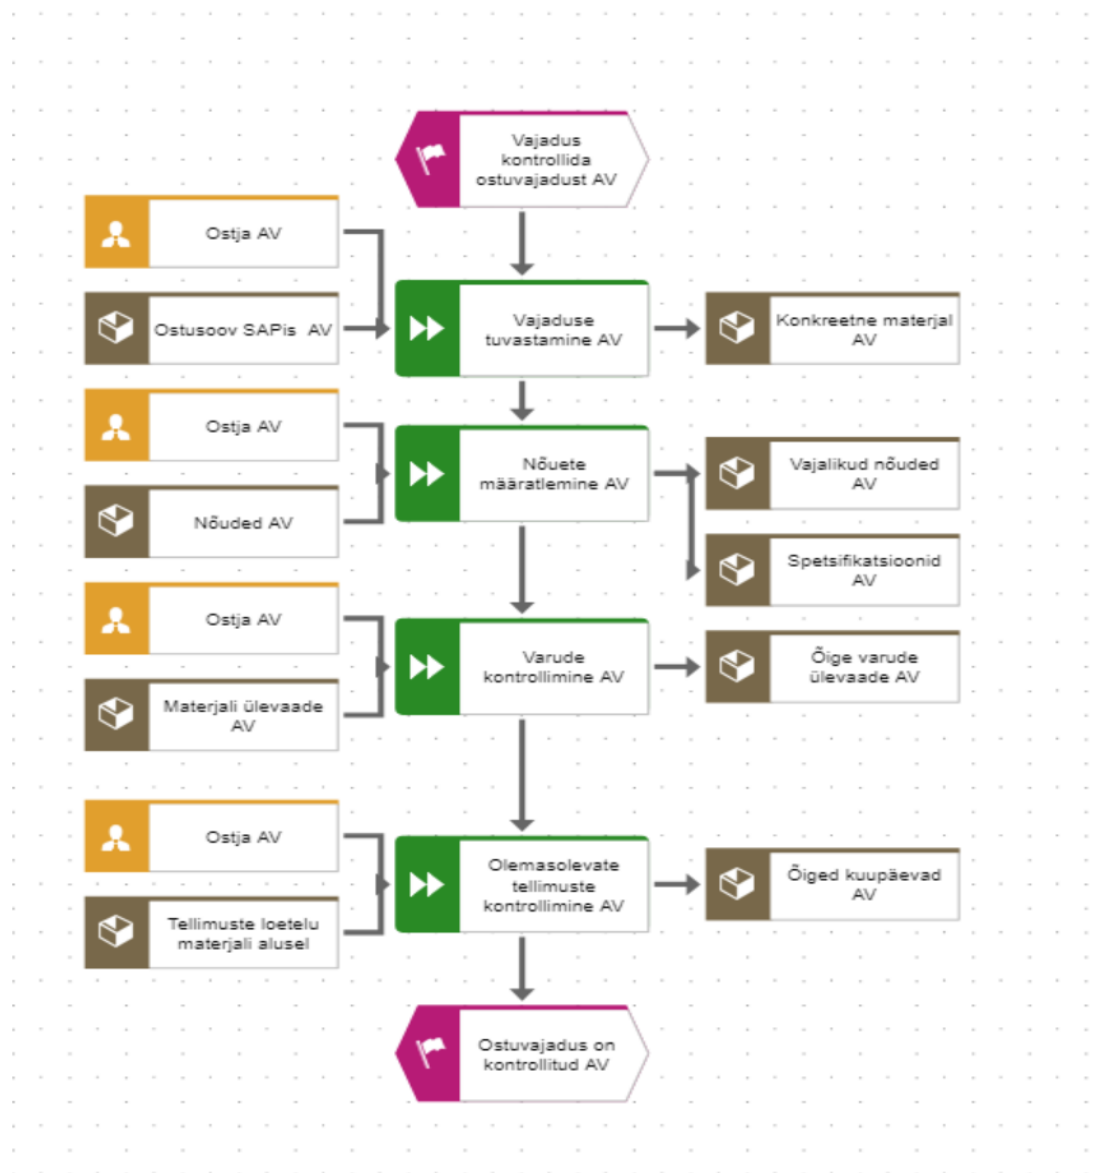 Vajadus
kontrollida
ostuvajadust AV
Ostja AV
Ostusoov SAPis AV
Vajaduse
tuvastamine AV
Konkreetne materjal
AV
Ostja AV
Nõuded AV
Nõuete
määratlemine AV
Vajalikud nõuded
AV
Spetsifikatsioonid
AV
Ostja AV
Materjali ülevaade
AV
Varude
kontrollimine AV
Õige varude
ülevaade AV
Ostja AV
Tellimuste loetelu
materjali alusel
Olemasolevate
tellimuste
kontrollimine AV
Õiged kuupäevad
AV
Ostuvajadus on
kontrollitud AV